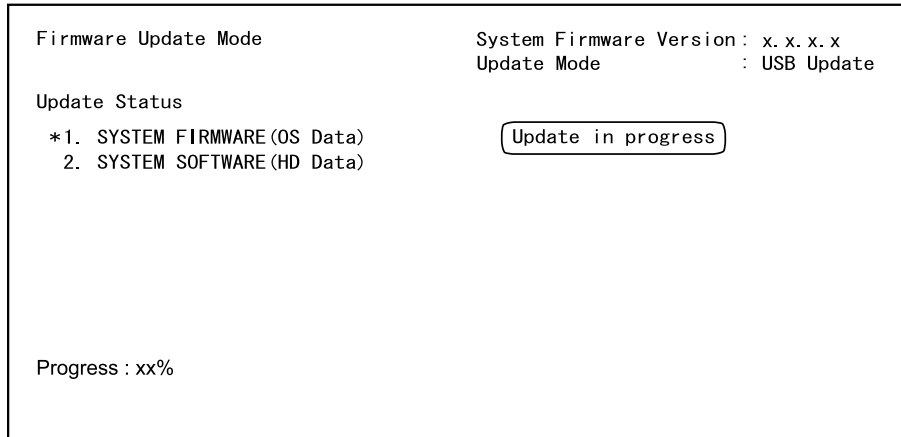 Firmware Update Mode
System Firmware Version : x. x. x. x
Update Mode : USB Update
Update Status
*1. SYSTEM FIRMWARE(OS Data) Update in progress
2. SYSTEM SOFTWARE(HD Data)
Progress : xx%